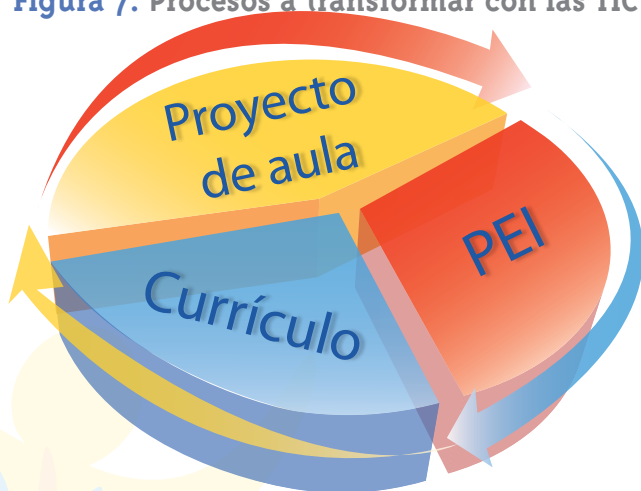 Figura 7. Procesos a transformar con las TIC
Proyecto
de aula
PEI
Currículo